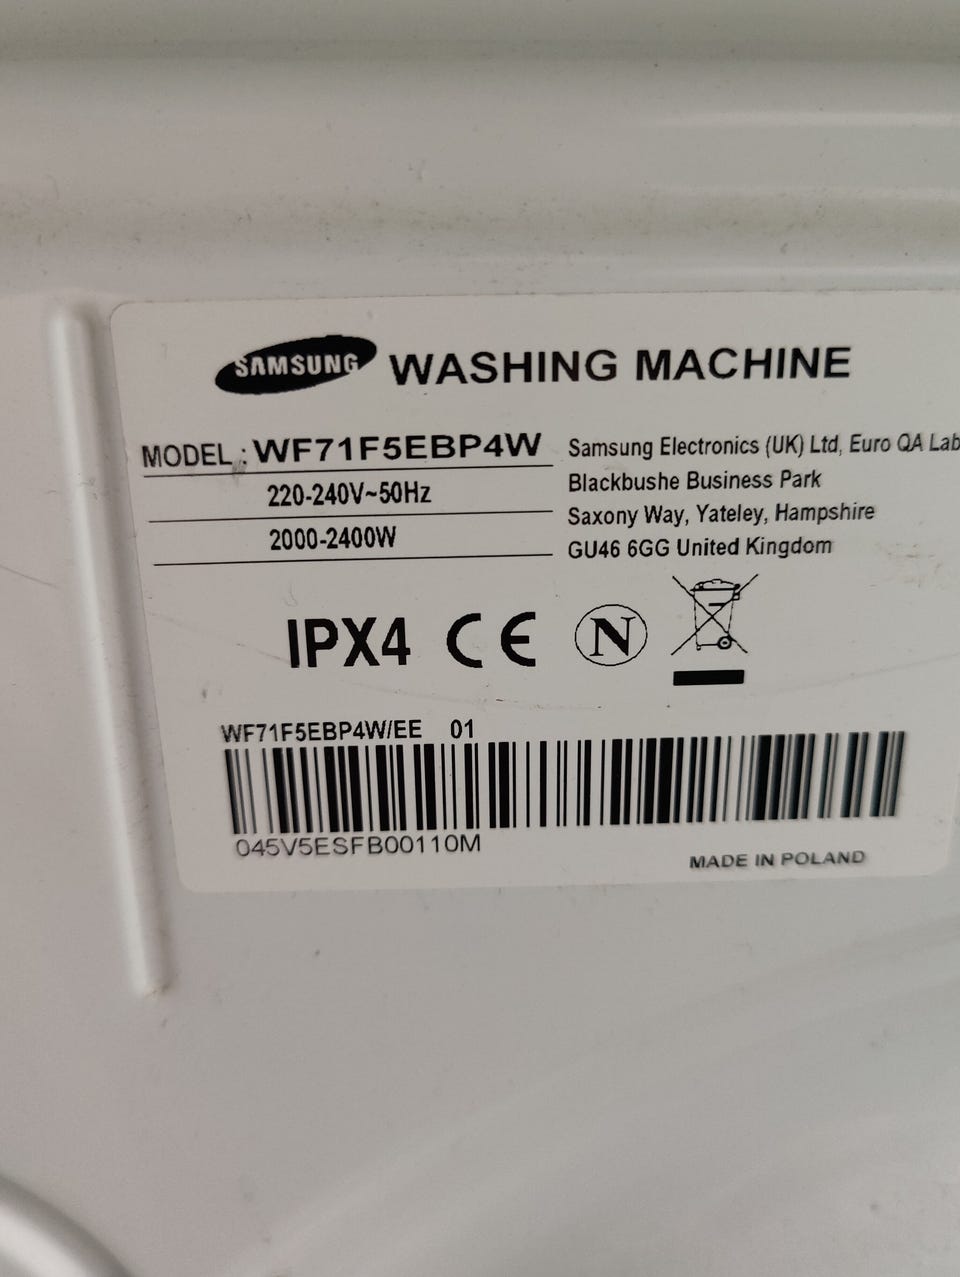 SAMSUNG WASHING MACHINE
MODEL : WF71F5EBP4W
220-240V~50Hz
2000-2400W
Samsung Electronics (UK) Ltd, Euro QA Lab
Blackbushe Business Park
Saxony Way, Yateley, Hampshire
GU46 6GG United Kingdom
IPX4 CE N
WF71F5EBP4W/EE 01
045V5ESFB00110M
MADE IN POLAND